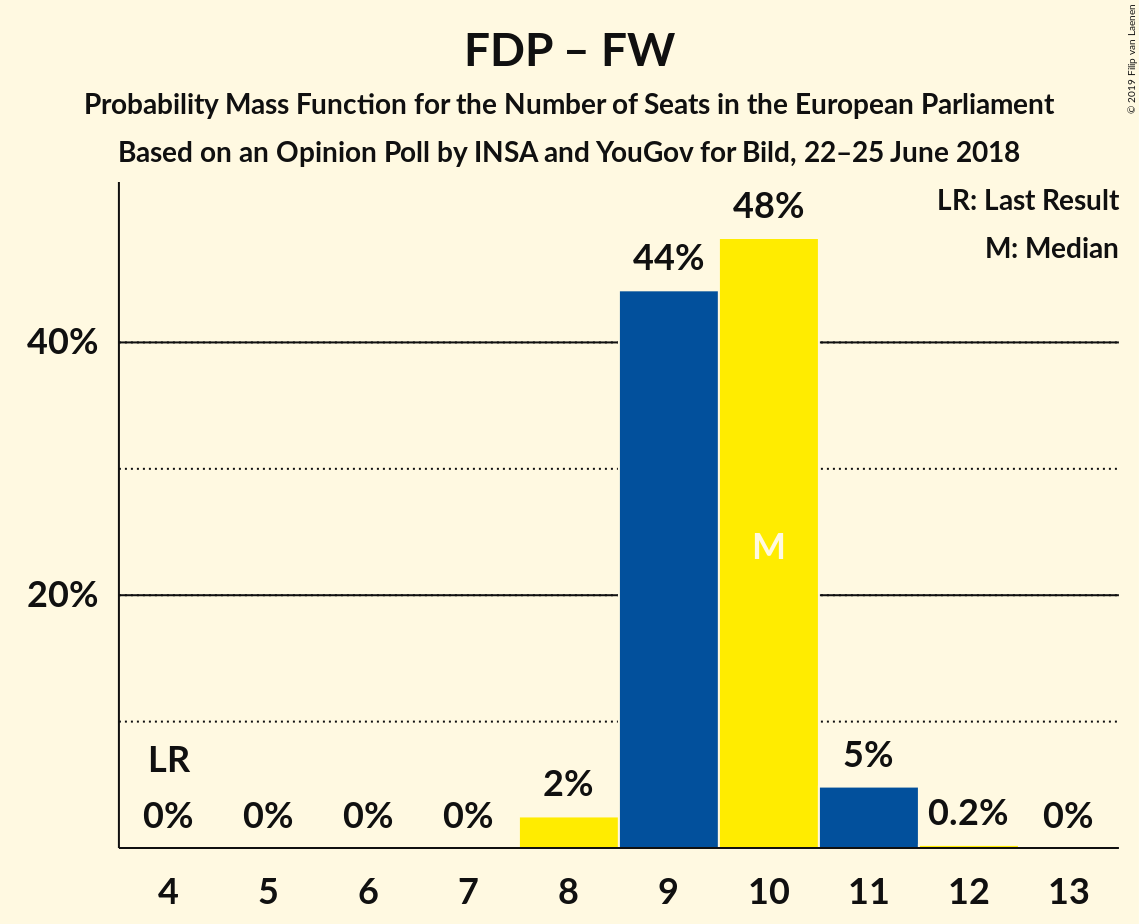 FDP – FW
Probability Mass Function for the Number of Seats in the European Parliament
Based on an Opinion Poll by INSA and YouGov for Bild, 22–25 June 2018
© 2019 Filip van Laenen
LR: Last Result
M: Median
48%
44%
40%
M
20%
LR
5%
2%
0% 0% 0% 0% 0.2% 0%
4 5 6 7 8 9 10 11 12 13